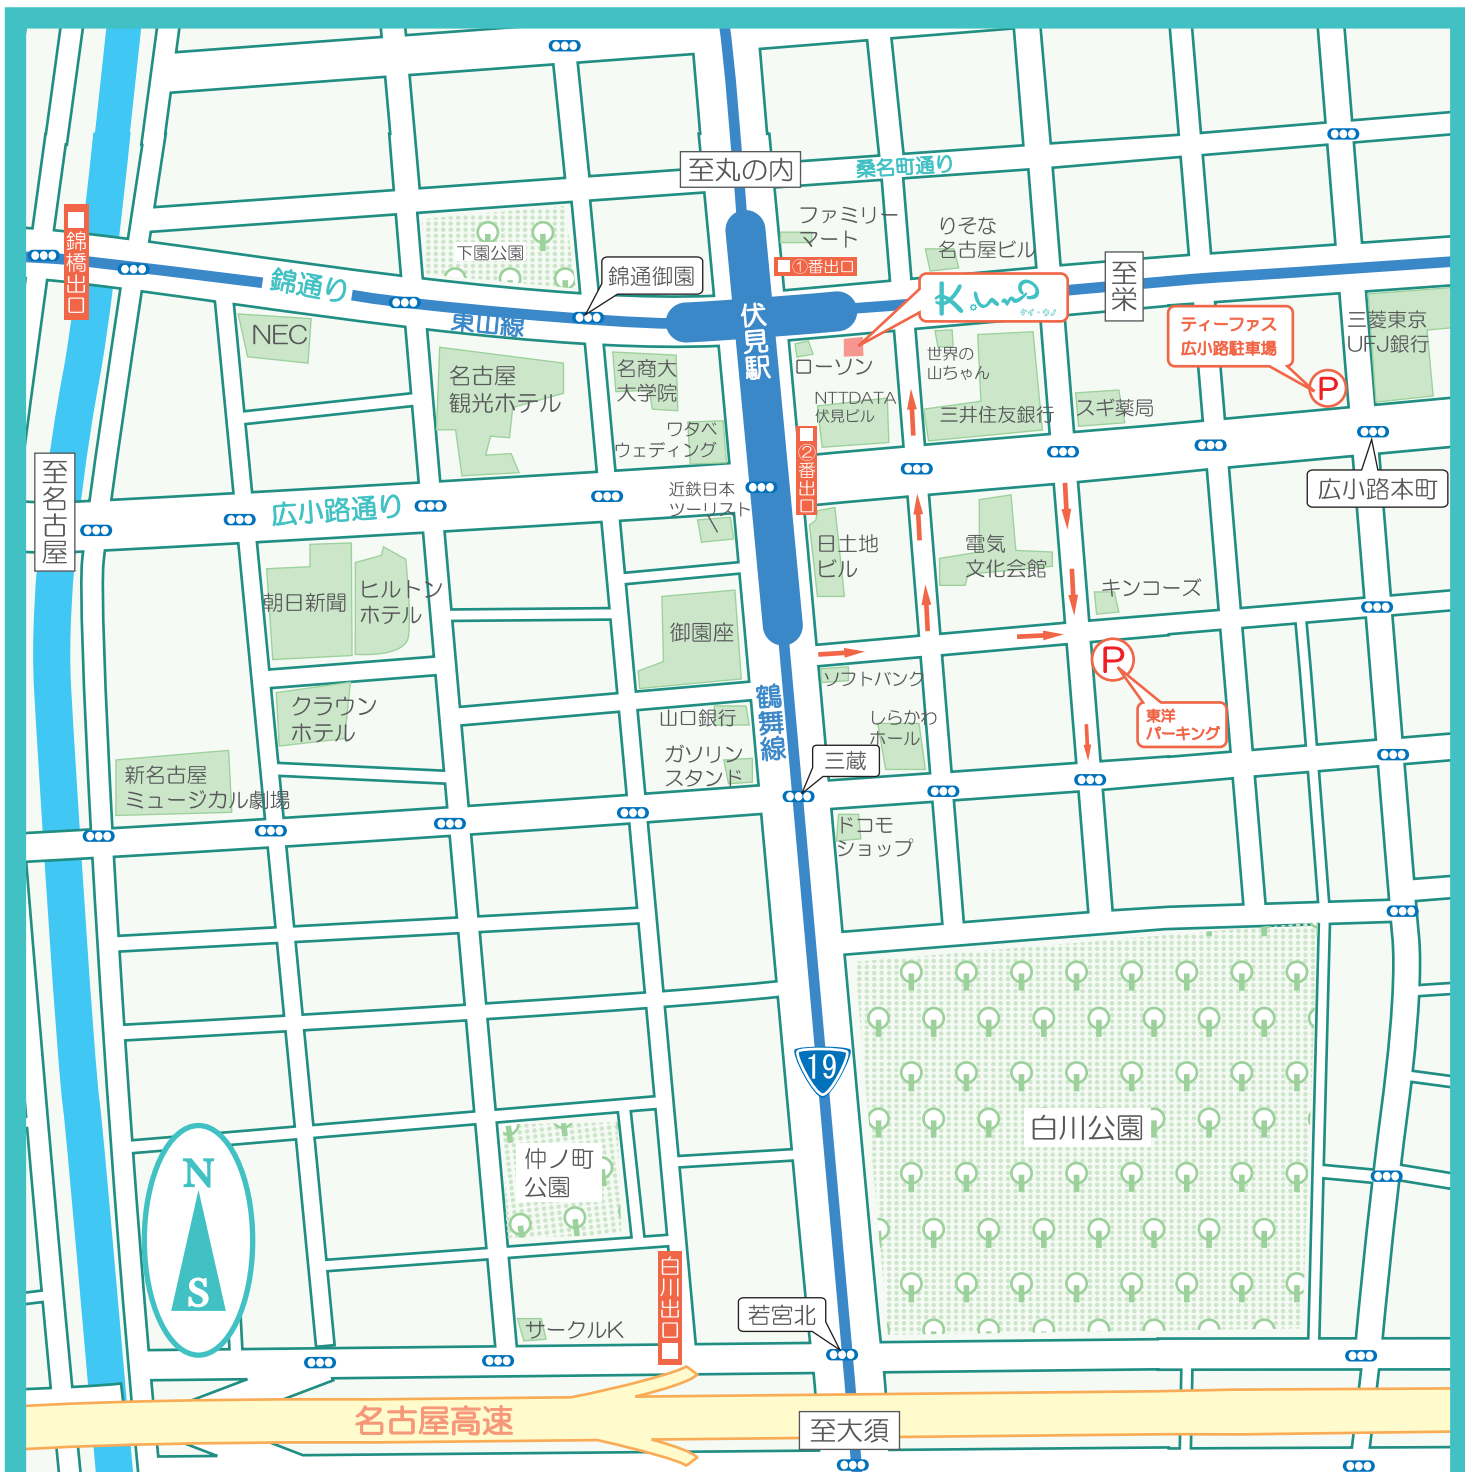 至丸の内
桑名町通り
ファミリー
マート
りそな
名古屋ビル
錦橋出口
下園公園
錦通御園
①番出口
至栄
錦通り
東山線
伏見駅
ティーファス
広小路駐車場
三菱東京
UFJ銀行
NEC
名古屋
観光ホテル
名商大
大学院
ローソン
世界の
山ちゃん
P
NTTDATA
伏見ビル
三井住友銀行
スギ薬局
ワタベ
ウェディング
②番出口
至名古屋
広小路通り
近鉄日本
ツーリスト
広小路本町
日土地
ビル
電気
文化会館
キンコーズ
朝日新聞
ヒルトン
ホテル
御園座
P
ソフトバンク
クラウン
ホテル
山口銀行
鶴舞線
しらかわ
ホール
東洋
パーキング
ガソリン
スタンド
三蔵
新名古屋
ミュージカル劇場
ドコモ
ショップ
19
白川公園
仲ノ町
公園
N
S
白川出口
若宮北
サークルK
名古屋高速
至大須